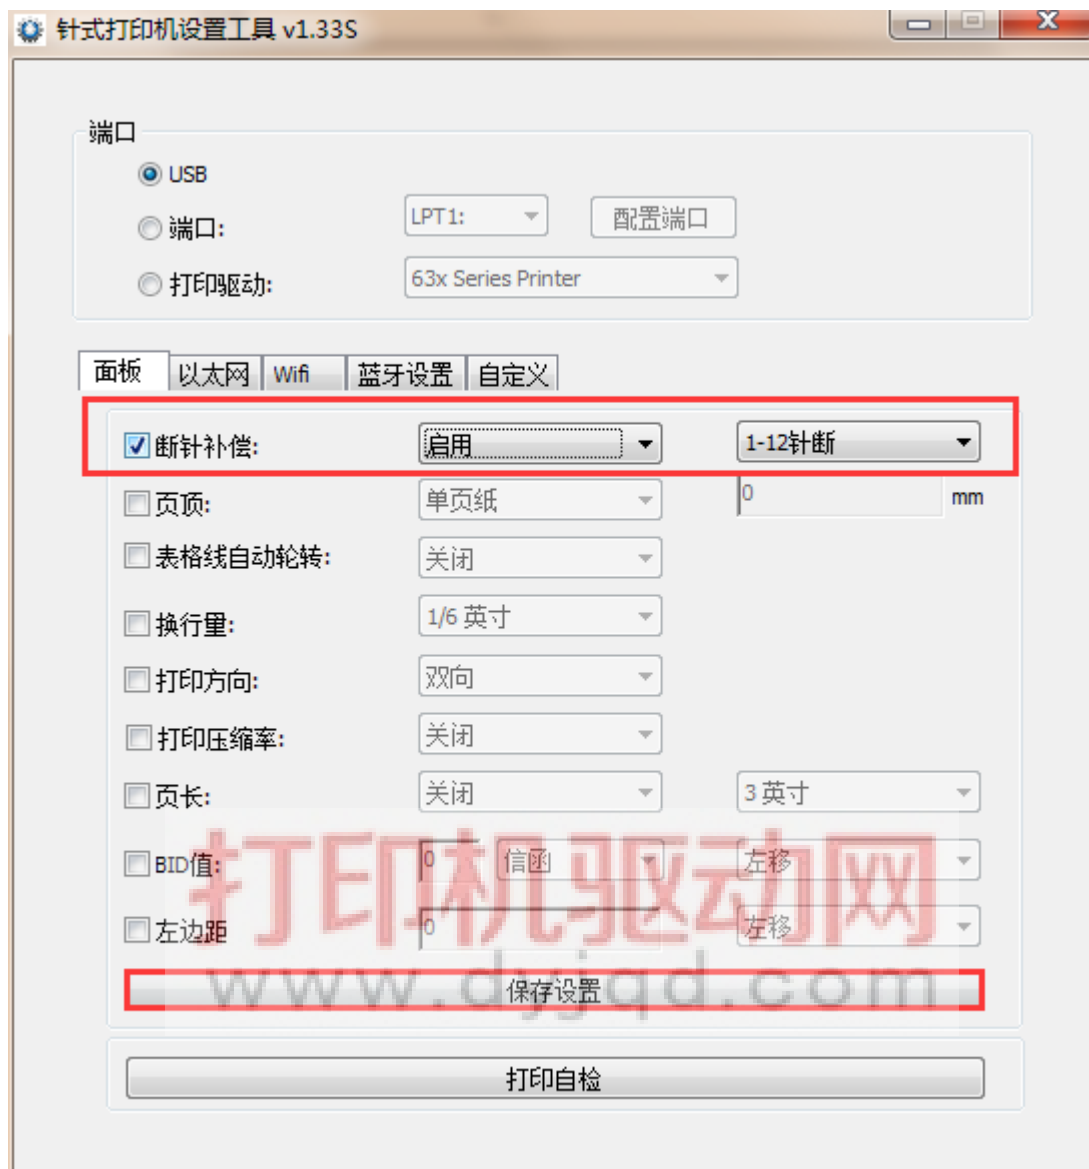 针式打印机设置工具 v1.33S
端口
USB
端口: LPT1: 配置端口
打印驱动: 63x Series Printer
面板 以太网 Wifi 蓝牙设置 自定义
断针补偿: 启用 1-12针断
页顶: 单页纸 0 mm
表格线自动轮转: 关闭
换行量: 1/6 英寸
打印方向: 双向
打印压缩率: 关闭
页长: 关闭 3 英寸
BID值: 0 信函 左移
左边距 0 左移
打印机驱动网
www.dyjqd.com
保存设置
打印自检